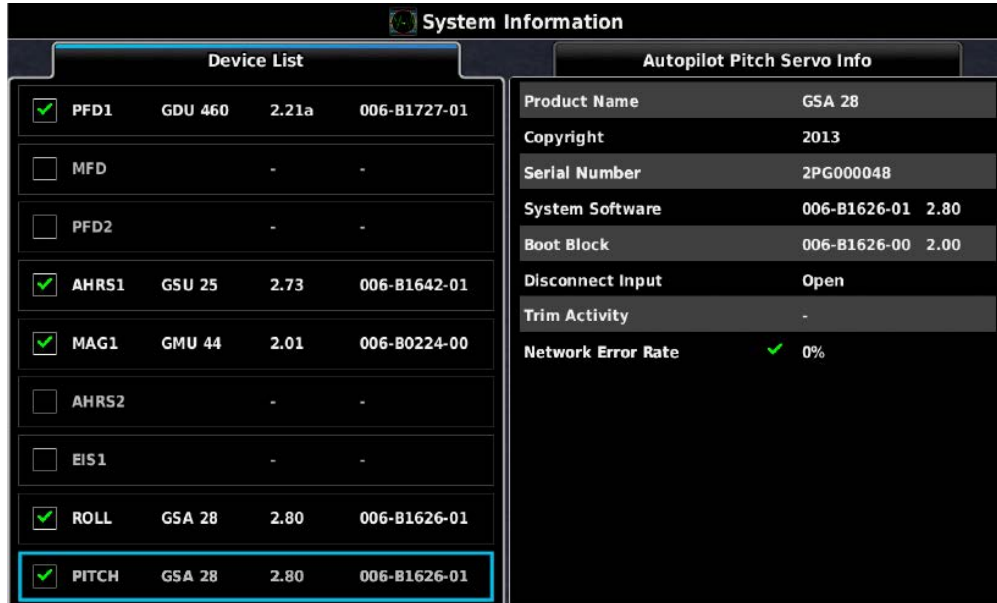 System Information
Device List
PFD1 GDU 460 2.21a 006-B1727-01
MFD - -
PFD2 - -
AHRS1 GSU 25 2.73 006-B1642-01
MAG1 GMU 44 2.01 006-B0224-00
AHRS2 - -
EIS1 - -
ROLL GSA 28 2.80 006-B1626-01
PITCH GSA 28 2.80 006-B1626-01
Autopilot Pitch Servo Info
Product Name GSA 28
Copyright 2013
Serial Number 2PG000048
System Software 006-B1626-01 2.80
Boot Block 006-B1626-00 2.00
Disconnect Input Open
Trim Activity -
Network Error Rate 0%